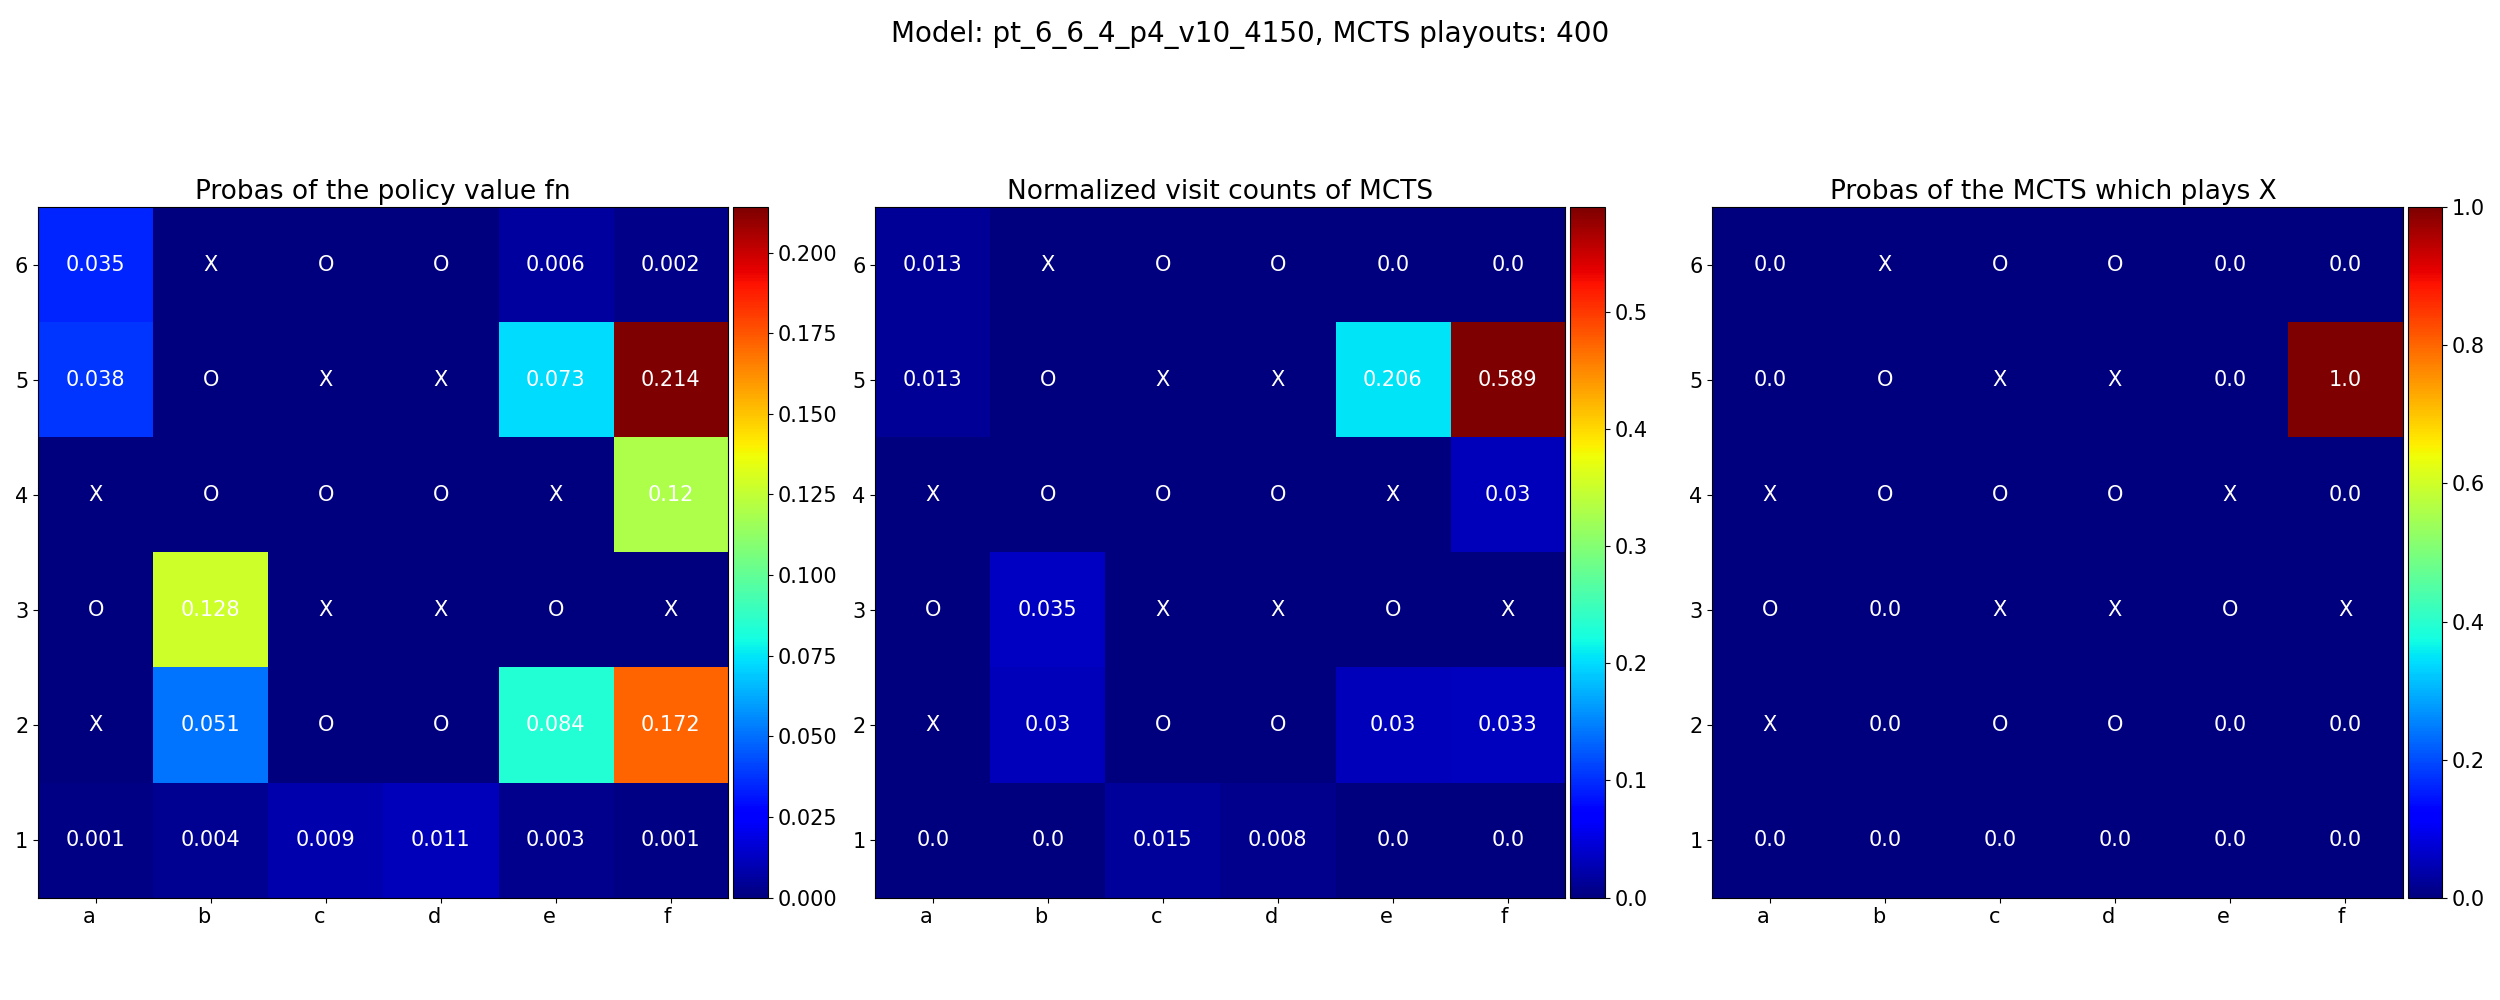 Model: pt_6_6_4_p4_v10_4150, MCTS playouts: 400
Probas of the policy value fn
6 0.035 X O O 0.006 0.002
5 0.038 O X X 0.073 0.214
4 X O O O X 0.12
3 O 0.128 X X O X
2 X 0.051 O O 0.084 0.172
1 0.001 0.004 0.009 0.011 0.003 0.001
a b c d e f
0.200
0.175
0.150
0.125
0.100
0.075
0.050
0.025
0.000
Normalized visit counts of MCTS
6 0.013 X O O 0.0 0.0
5 0.013 O X X 0.206 0.589
4 X O O O X 0.03
3 O 0.035 X X O X
2 X 0.03 O O 0.03 0.033
1 0.0 0.0 0.015 0.008 0.0 0.0
a b c d e f
0.5
0.4
0.3
0.2
0.1
0.0
Probas of the MCTS which plays X
6 0.0 X O O 0.0 0.0
5 0.0 O X X 0.0 1.0
4 X O O O X 0.0
3 O 0.0 X X O X
2 X 0.0 O O 0.0 0.0
1 0.0 0.0 0.0 0.0 0.0 0.0
a b c d e f
1.0
0.8
0.6
0.4
0.2
0.0